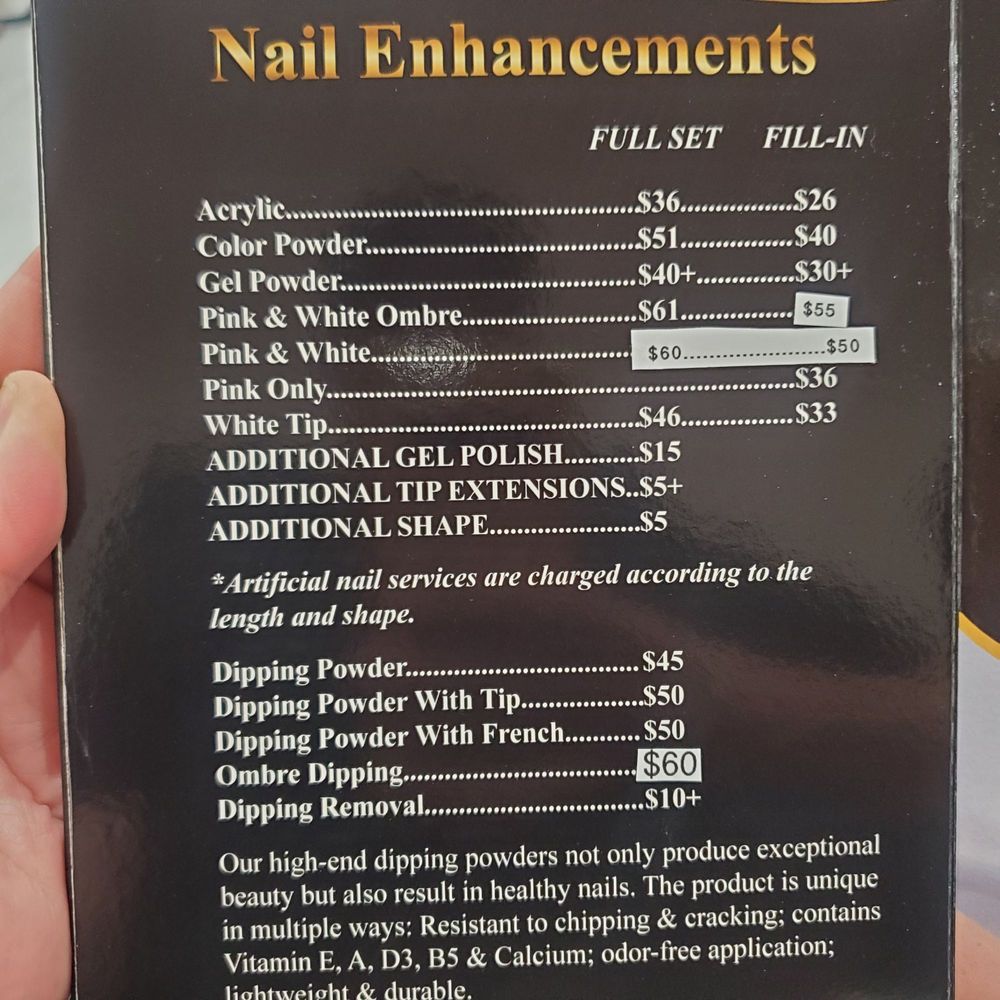 Nail Enhancements
FULL SET FILL-IN
Acrylic....................................................$36................$26
Color Powder........................................$51................$40
Gel Powder...........................................$40+..............$30+
Pink & White Ombre..........................$61................$55
Pink & White.......................................$60......................$50
Pink Only......................................................................$36
White Tip..............................................$46................$33
ADDITIONAL GEL POLISH...........$15
ADDITIONAL TIP EXTENSIONS..$5+
ADDITIONAL SHAPE......................$5
*Artificial nail services are charged according to the
length and shape.
Dipping Powder.................................$45
Dipping Powder With Tip..................$50
Dipping Powder With French...........$50
Ombre Dipping..................................$60
Dipping Removal...............................$10+
Our high-end dipping powders not only produce exceptional
beauty but also result in healthy nails. The product is unique
in multiple ways: Resistant to chipping & cracking; contains
Vitamin E, A, D3, B5 & Calcium; odor-free application;
lightweight & durable.